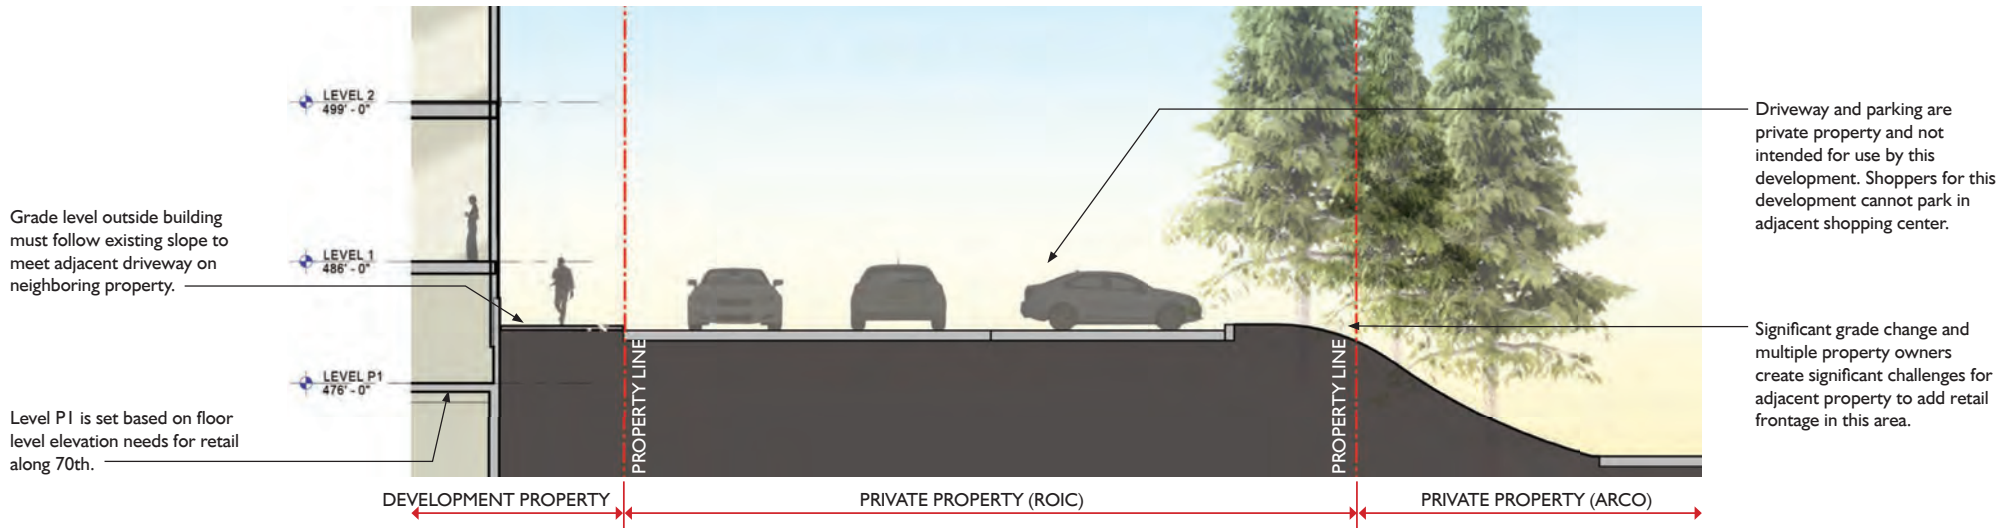 LEVEL 2
499' - 0"
LEVEL 1
486' - 0"
LEVEL P1
476' - 0"
Grade level outside building
must follow existing slope to
meet adjacent driveway on
neighboring property.
Level P1 is set based on floor
level elevation needs for retail
along 70th.
PROPERTY LINE
PROPERTY LINE
Driveway and parking are
private property and not
intended for use by this
development. Shoppers for this
development cannot park in
adjacent shopping center.
Significant grade change and
multiple property owners
create significant challenges for
adjacent property to add retail
frontage in this area.
DEVELOPMENT PROPERTY
PRIVATE PROPERTY (ROIC)
PRIVATE PROPERTY (ARCO)